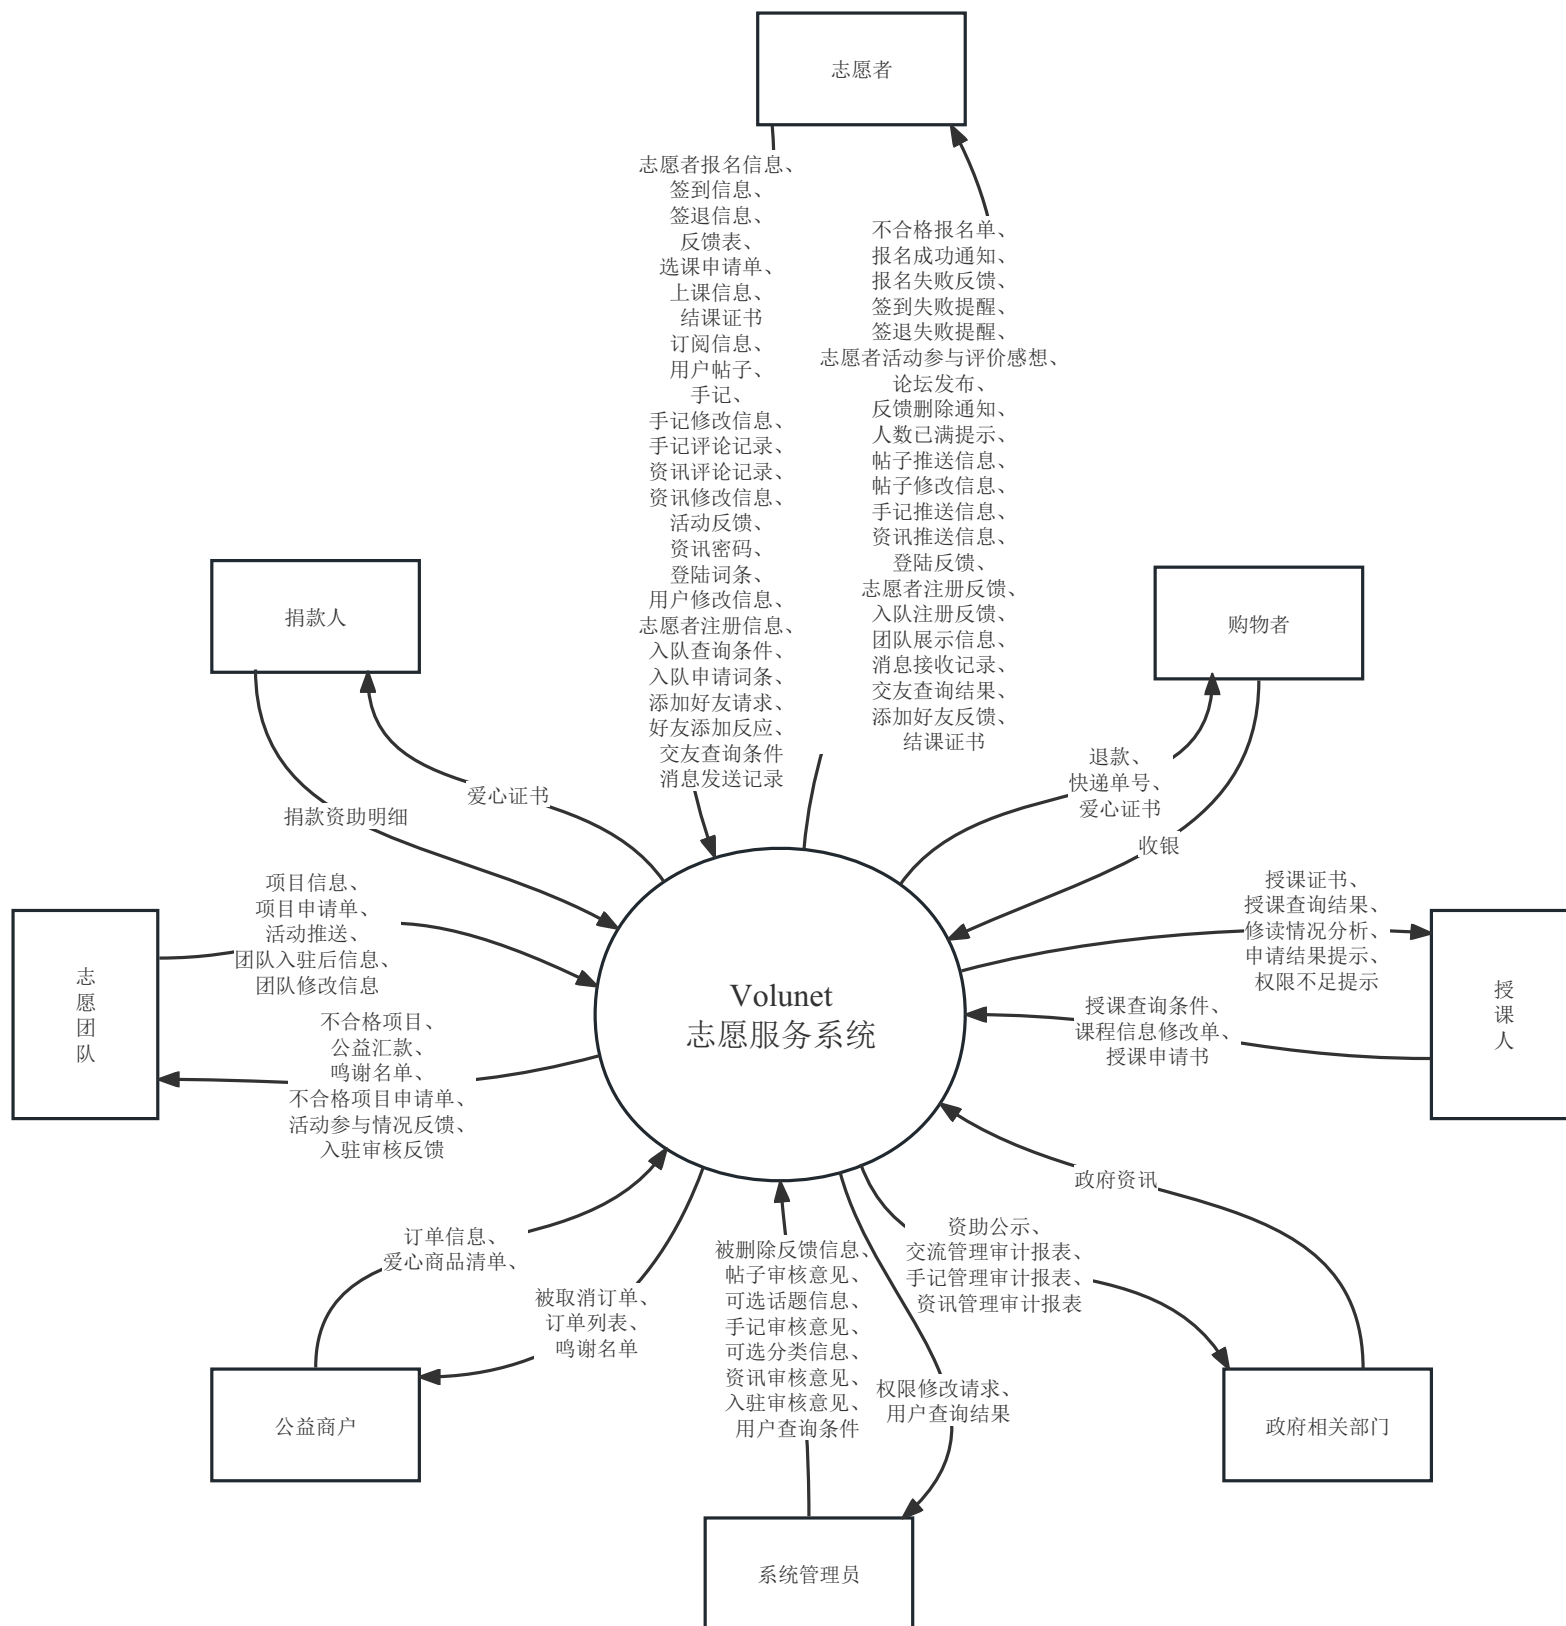 志愿者
志愿者报名信息、
签到信息、
签退信息、
反馈表、
选课申请单、
上课信息、
结课证书
订阅信息、
用户帖子、
手记、
手记修改信息、
手记评论记录、
资讯评论记录、
资讯修改信息、
活动反馈、
资讯密码、
登陆词条、
用户修改信息、
志愿者注册信息、
入队查询条件、
入队申请词条、
添加好友请求、
好友添加反应、
交友查询条件
消息发送记录
不合格报名单、
报名成功通知、
报名失败反馈、
签到失败提醒、
签退失败提醒、
志愿者活动参与评价感想、
论坛发布、
反馈删除通知、
人数已满提示、
帖子推送信息、
帖子修改信息、
手记推送信息、
资讯推送信息、
登陆反馈、
志愿者注册反馈、
入队注册反馈、
团队展示信息、
消息接收记录、
交友查询结果、
添加好友反馈、
结课证书
捐款人
爱心证书
捐款资助明细
购物者
退款、
快递单号、
爱心证书
收银
志
愿
团
队
项目信息、
项目申请单、
活动推送、
团队入驻后信息、
团队修改信息
不合格项目、
公益汇款、
鸣谢名单、
不合格项目申请单、
活动参与情况反馈、
入驻审核反馈
Volunet
志愿服务系统
授课证书、
授课查询结果、
修读情况分析、
申请结果提示、
权限不足提示
授课查询条件、
课程信息修改单、
授课申请书
授
课
人
订单信息、
爱心商品清单、
被取消订单、
订单列表、
鸣谢名单
公益商户
被删除反馈信息、
帖子审核意见、
可选话题信息、
手记审核意见、
可选分类信息、
资讯审核意见、
入驻审核意见、
用户查询条件
权限修改请求、
用户查询结果
系统管理员
资助公示、
交流管理审计报表、
手记管理审计报表、
资讯管理审计报表
政府资讯
政府相关部门